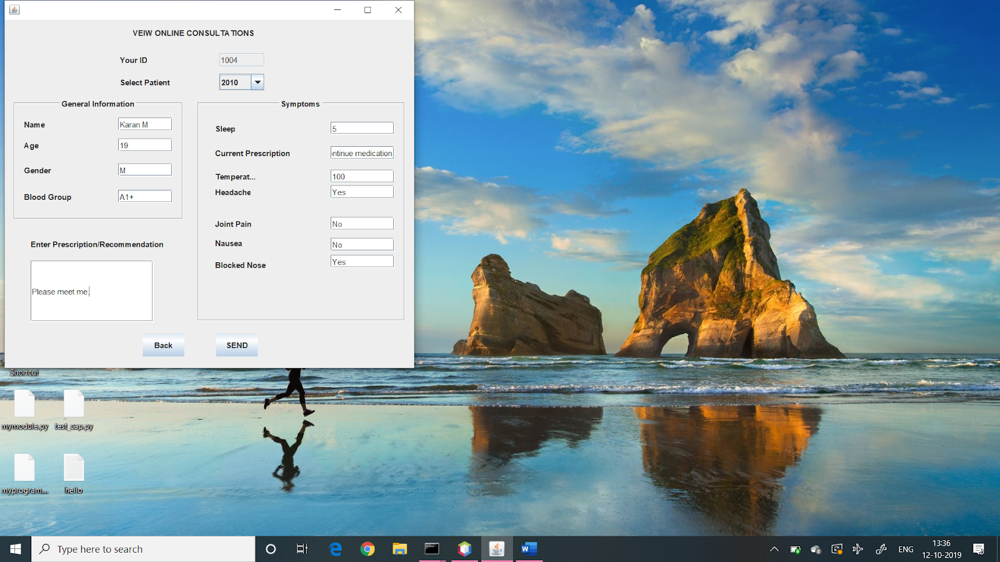 VEIW ONLINE CONSULTATIONS
Your ID 1004
Select Patient 2010
General Information
Name Karan M
Age 19
Gender M
Blood Group A1+
Symptoms
Sleep 5
Current Prescription ntinue medication
Temperat... 100
Headache Yes
Joint Pain No
Nausea No
Blocked Nose Yes
Enter Prescription/Recommendation
Please meet me.
Back SEND
Shortcut
mymodule.py test_cap.py
myprogram.... hello
Type here to search
W
ENG
13:36
12-10-2019